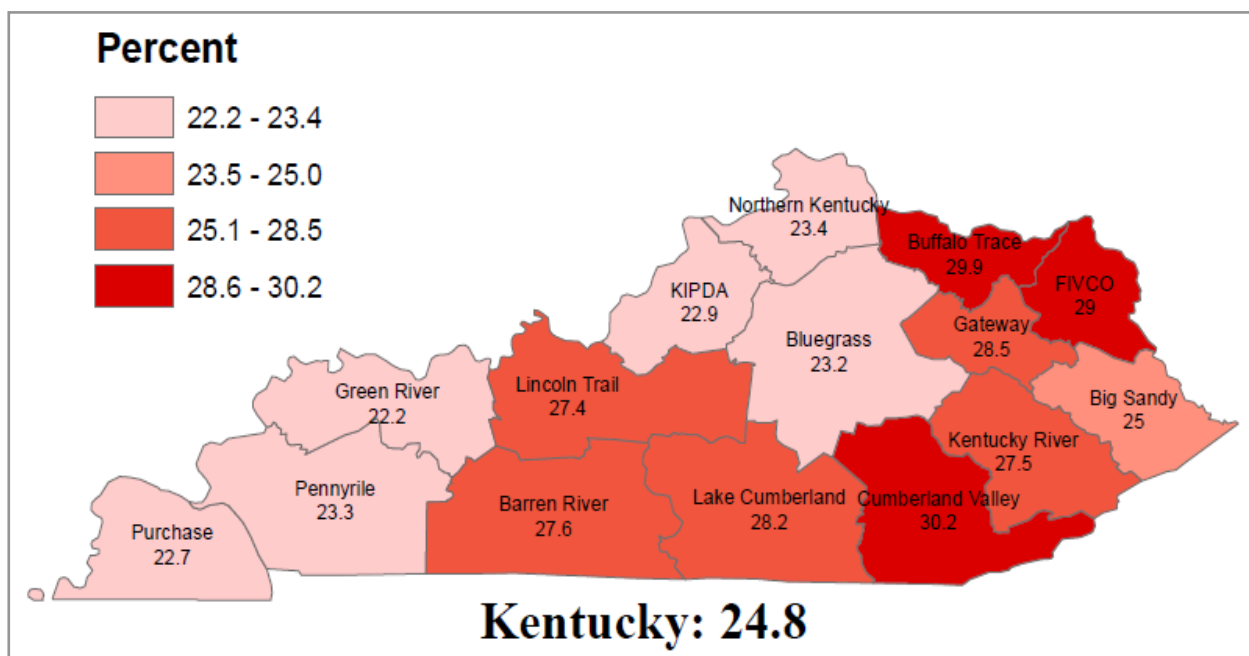 Percent
22.2 - 23.4
23.5 - 25.0
25.1 - 28.5
28.6 - 30.2
Northern Kentucky
23.4
Buffalo Trace
29.9
FIVCO
29
KIPDA
22.9
Gateway
28.5
Bluegrass
23.2
Lincoln Trail
27.4
Green River
22.2
Big Sandy
25
Kentucky River
27.5
Pennyrile
23.3
Barren River
27.6
Lake Cumberland
28.2
Cumberland Valley
30.2
Purchase
22.7
Kentucky: 24.8